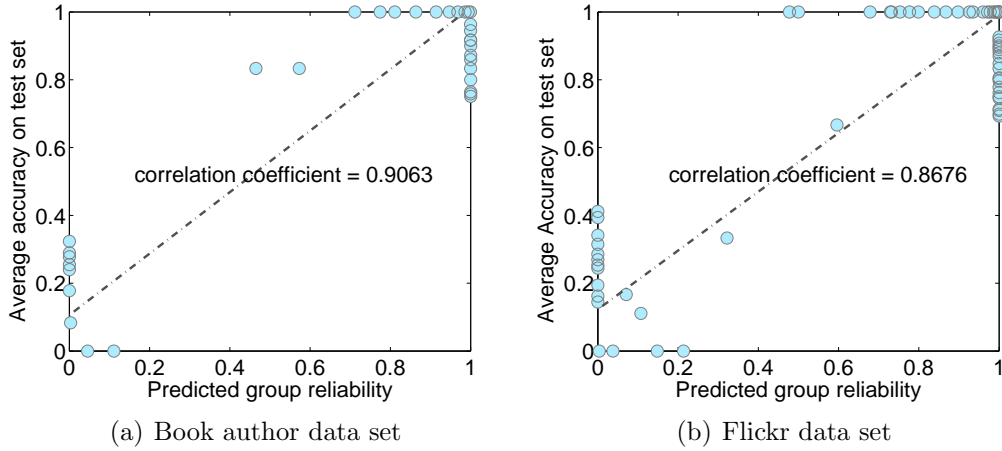 Average accuracy on test set
1
0.8
0.6
0.4
0.2
0
correlation coefficient = 0.9063
0 0.2 0.4 0.6 0.8 1
Predicted group reliability
(a) Book author data set
Average Accuracy on test set
1
0.8
0.6
0.4
0.2
0
correlation coefficient = 0.8676
0 0.2 0.4 0.6 0.8 1
Predicted group reliability
(b) Flickr data set